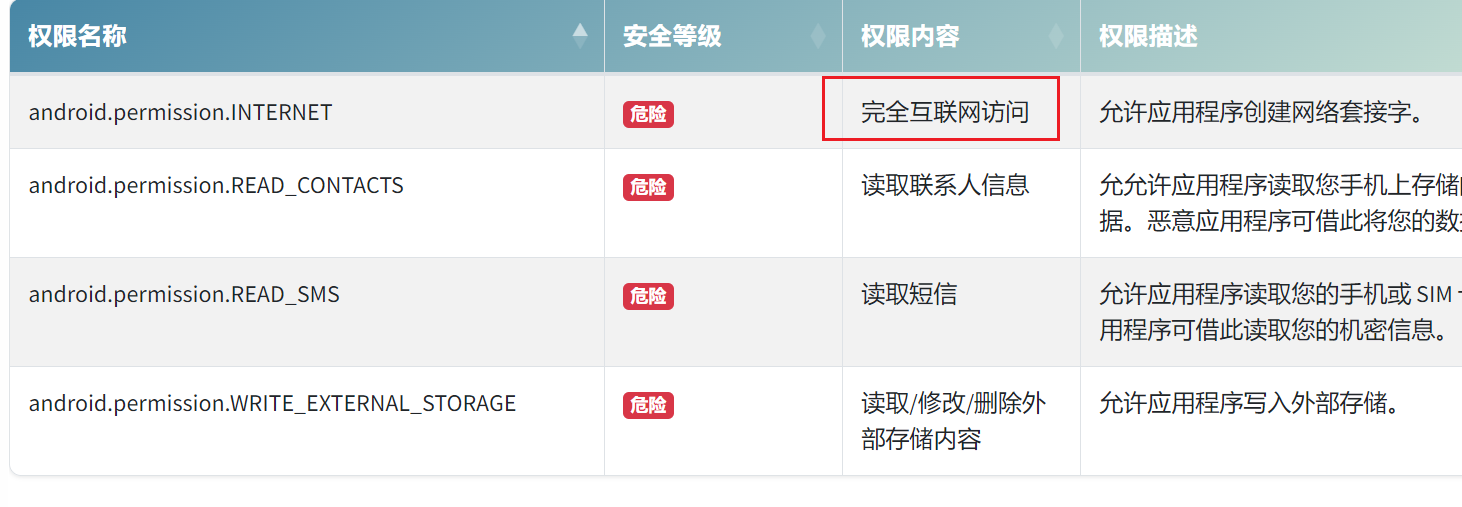 权限名称 安全等级 权限内容 权限描述
android.permission.INTERNET 危险 完全互联网访问 允许应用程序创建网络套接字。
android.permission.READ_CONTACTS 危险 读取联系人信息 允允许应用程序读取您手机上存储
据。恶意应用程序可借此将您的数
android.permission.READ_SMS 危险 读取短信 允许应用程序读取您的手机或 SIM
用程序可借此读取您的机密信息。
android.permission.WRITE_EXTERNAL_STORAGE 危险 读取/修改/删除外 允许应用程序写入外部存储。
部存储内容